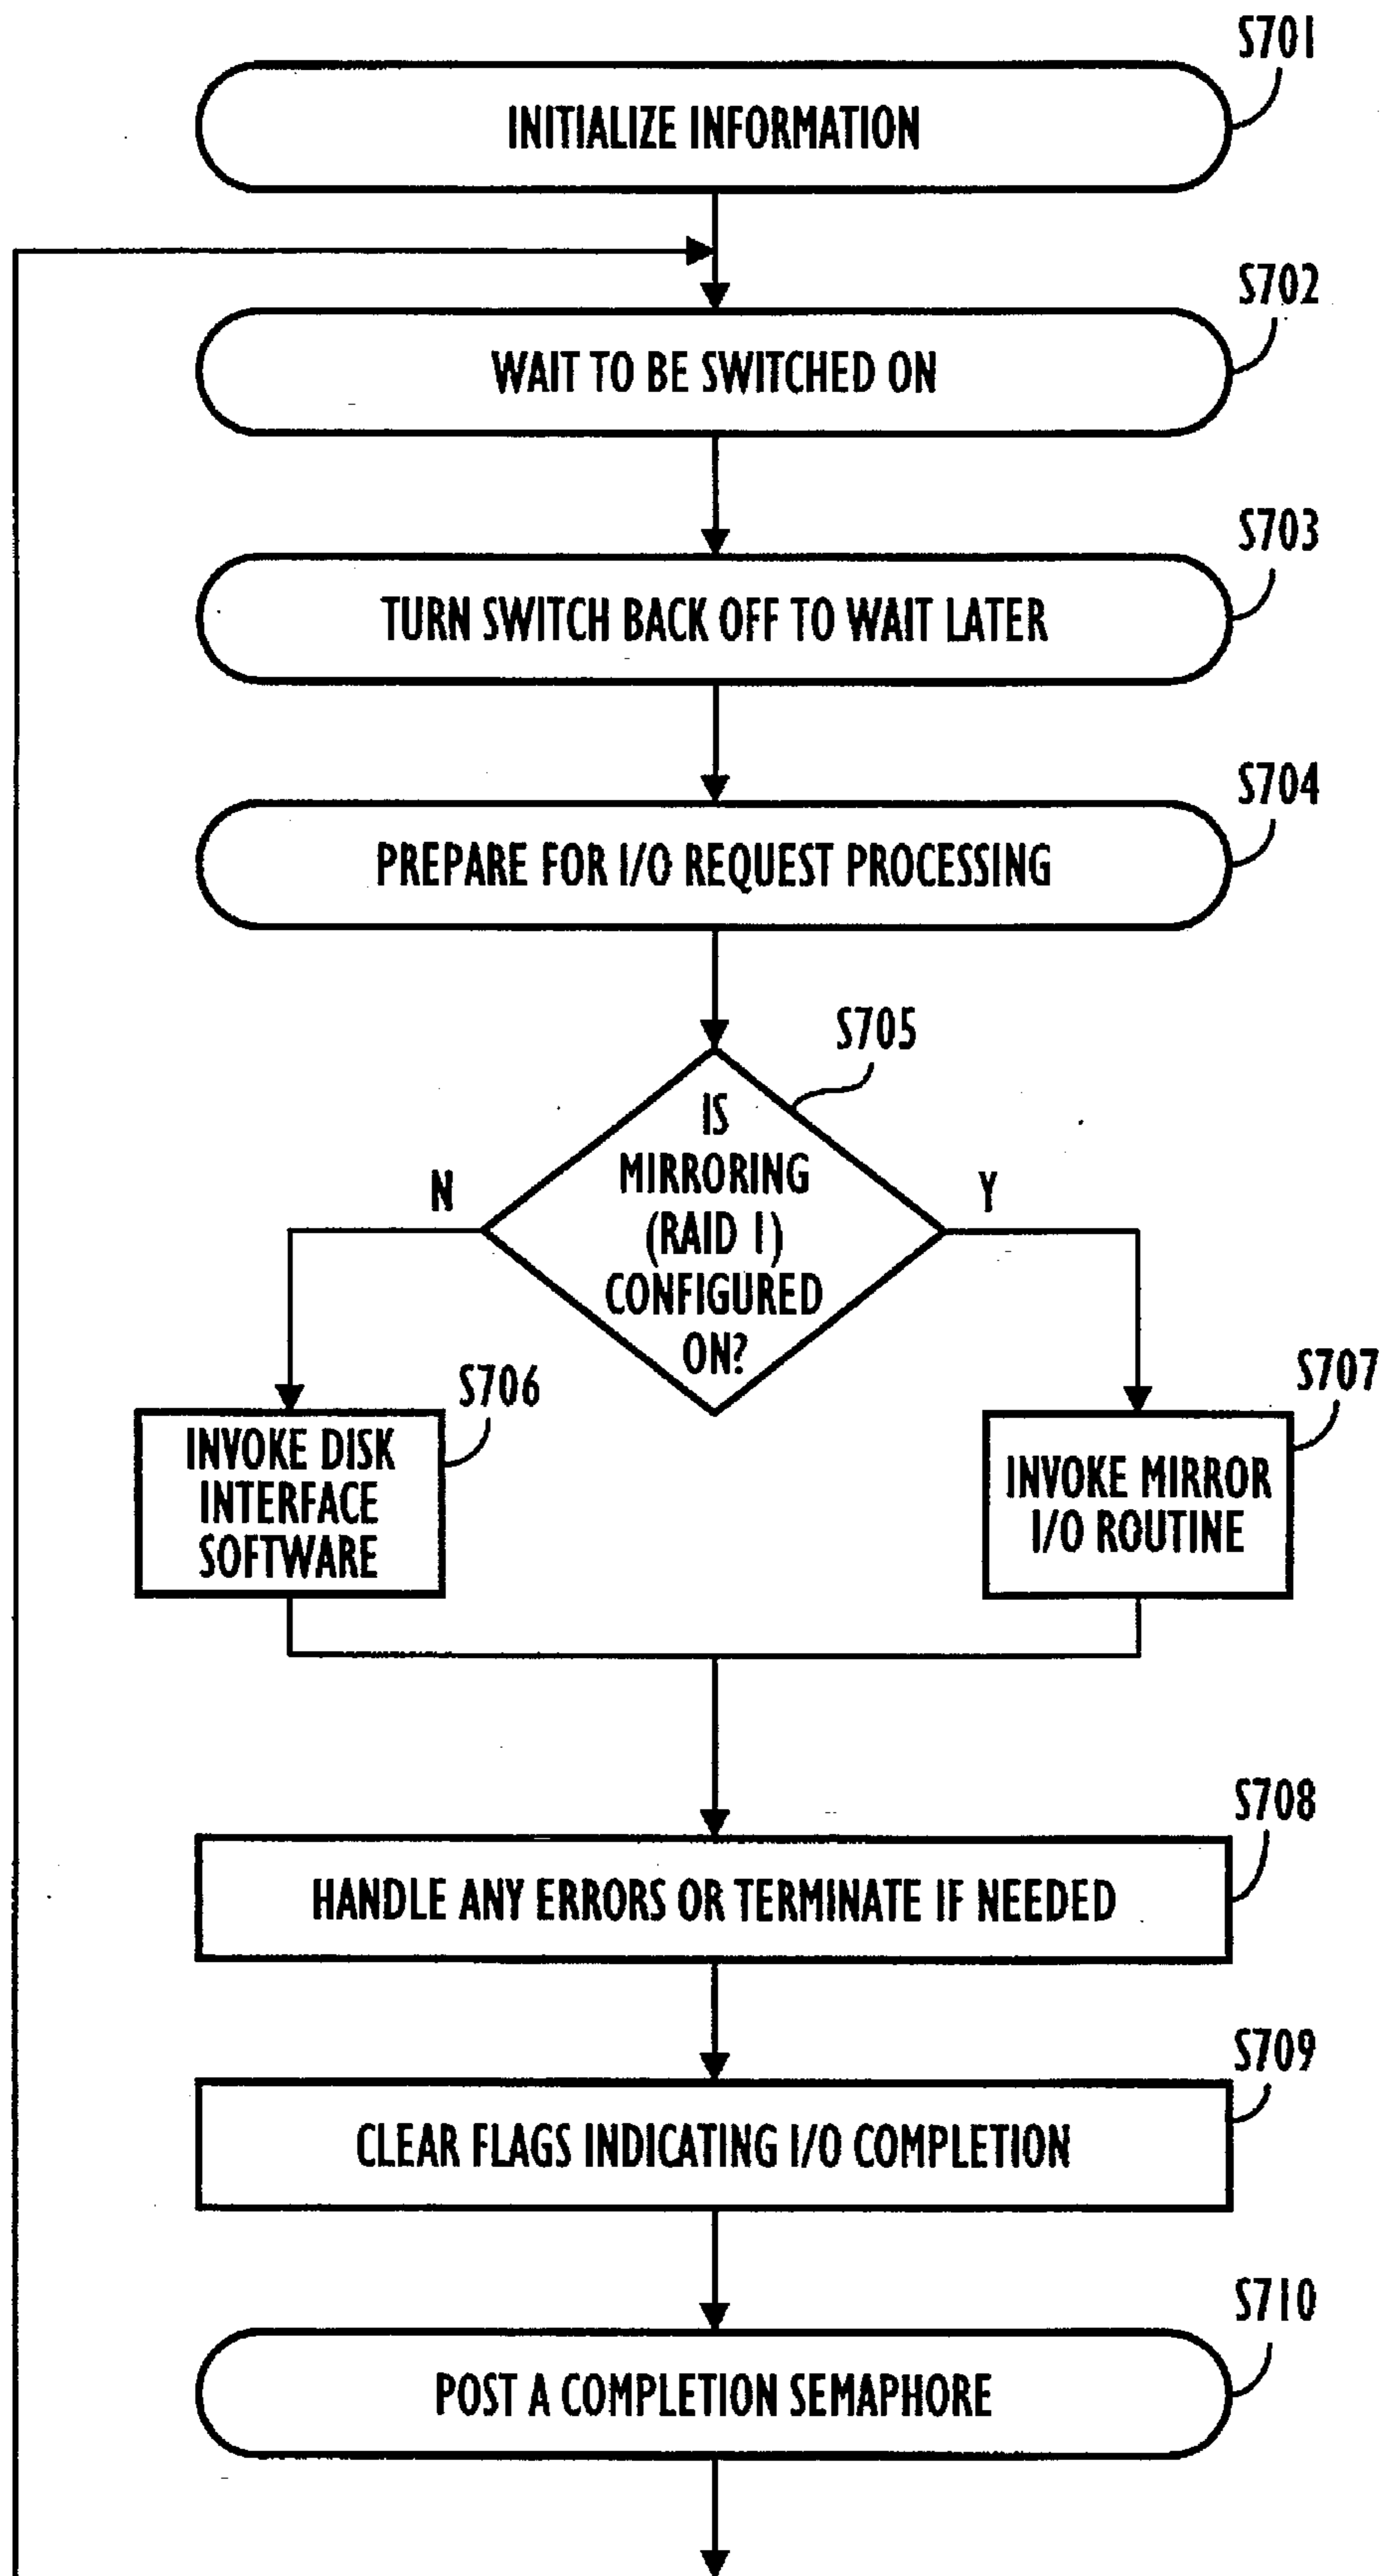 S701
INITIALIZE INFORMATION
S702
WAIT TO BE SWITCHED ON
S703
TURN SWITCH BACK OFF TO WAIT LATER
S704
PREPARE FOR I/O REQUEST PROCESSING
S705
IS
MIRRORING
(RAID 1)
CONFIGURED
ON?
N
Y
S706
INVOKE DISK
INTERFACE
SOFTWARE
S707
INVOKE MIRROR
I/O ROUTINE
S708
HANDLE ANY ERRORS OR TERMINATE IF NEEDED
S709
CLEAR FLAGS INDICATING I/O COMPLETION
S710
POST A COMPLETION SEMAPHORE